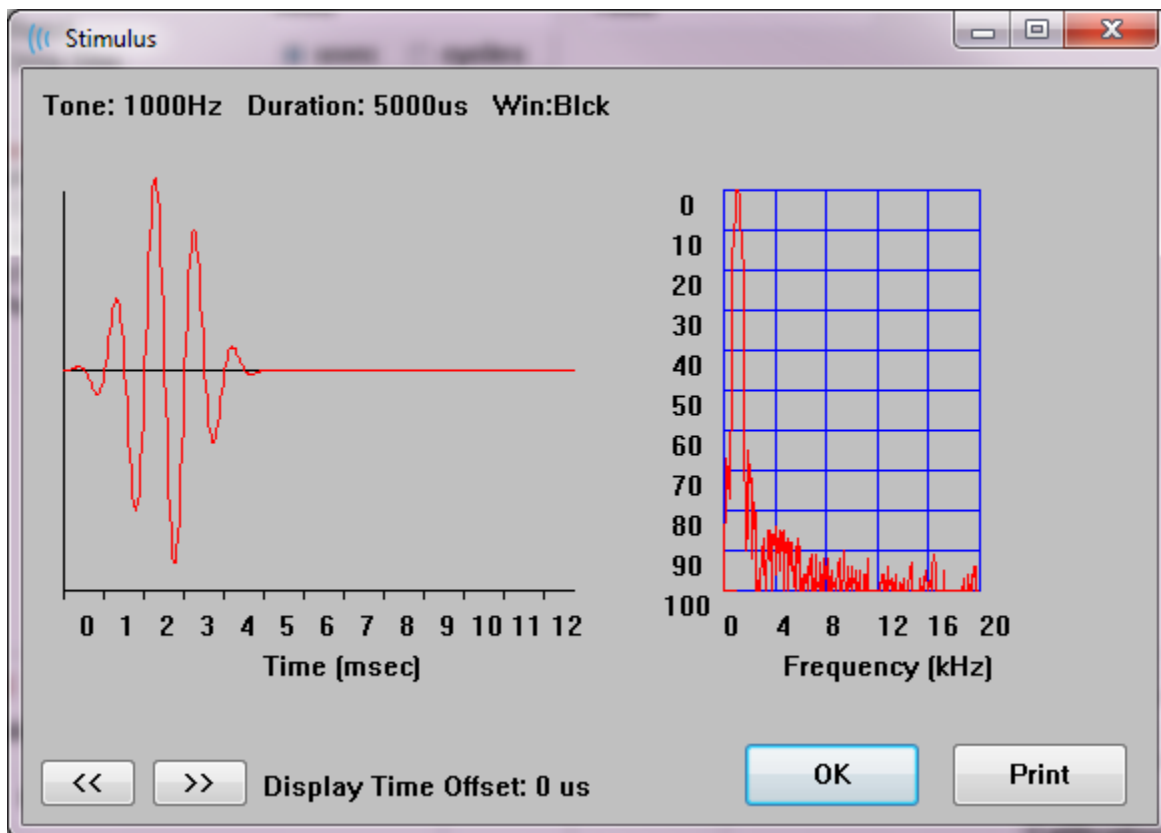 Stimulus
Tone: 1000Hz Duration: 5000us Win:Blck
0
10
20
30
40
50
60
70
80
90
100
0 1 2 3 4 5 6 7 8 9 10 11 12
Time (msec)
0 4 8 12 16 20
Frequency (kHz)
<< >> Display Time Offset: 0 us
OK Print